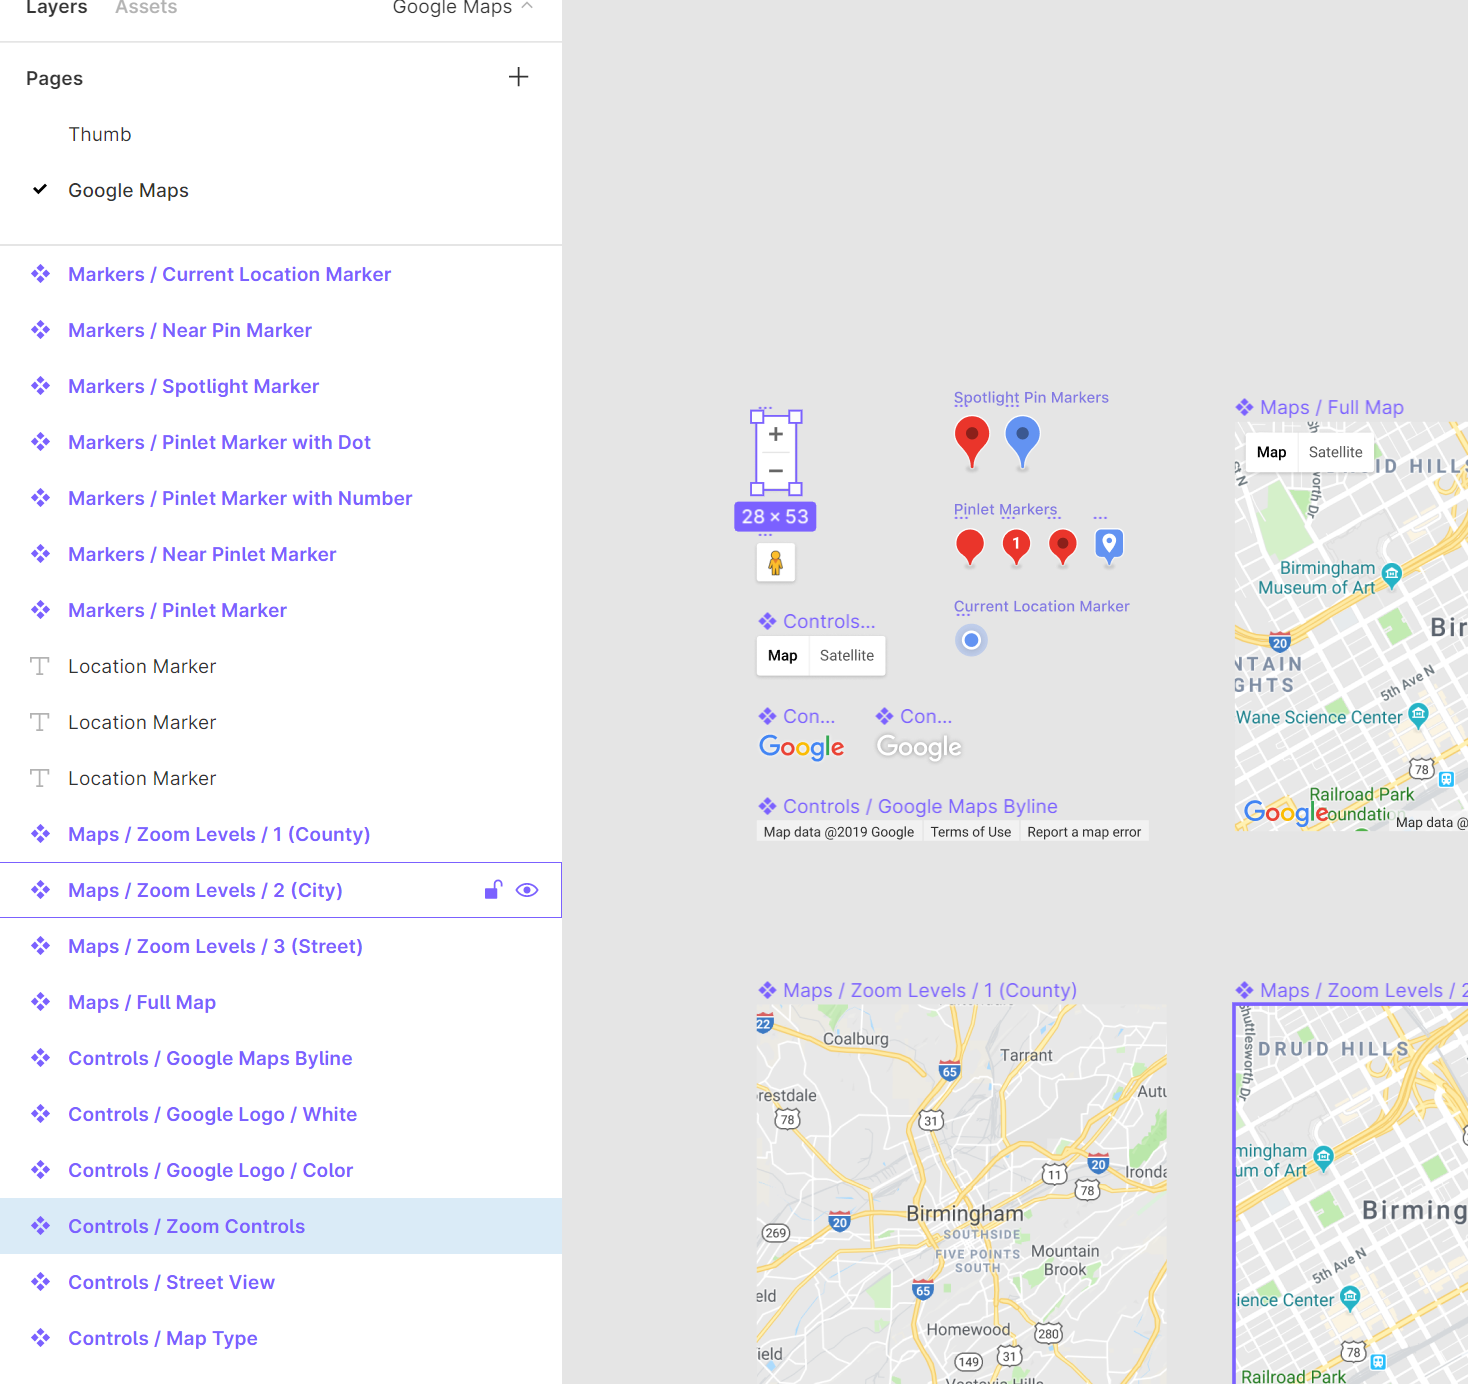 Layers Assets Google Maps
Pages
Thumb
Google Maps
Markers / Current Location Marker
Markers / Near Pin Marker
Markers / Spotlight Marker
Markers / Pinlet Marker with Dot
Markers / Pinlet Marker with Number
Markers / Near Pinlet Marker
Markers / Pinlet Marker
Location Marker
Location Marker
Location Marker
Maps / Zoom Levels / 1 (County)
Maps / Zoom Levels / 2 (City)
Maps / Zoom Levels / 3 (Street)
Maps / Full Map
Controls / Google Maps Byline
Controls / Google Logo / White
Controls / Google Logo / Color
Controls / Zoom Controls
Controls / Street View
Controls / Map Type
...
+
−
28 × 53
...
Controls...
Map Satellite
Con... Con...
Google Google
Controls / Google Maps Byline
Map data @2019 Google Terms of Use Report a map error
Spotlight Pin Markers
Pinlet Markers
1
Current Location Marker
Maps / Full Map
Map Satellite
ID HILLS
worth Dr
Birmingham
Museum of Art
Bir
20
NTAIN
GHTS
5th Ave N
Wane Science Center
78
Railroad Park
Foundatio
Google
Map data @
Maps / Zoom Levels / 1 (County)
22
Coalburg
Tarrant
65
restdale
78
31
Autu
11
20
Ironda
78
Birmingham
20
269
SOUTHSIDE
FIVE POINTS
SOUTH
Mountain
Brook
65
eld
Homewood
280
ield
149
31
Vestavia Hills
Maps / Zoom Levels / 2
Shuttlesworth Dr
DRUID HILLS
mingham
um of Art
Birming
5th Ave N
ience Center
78
Railroad Park